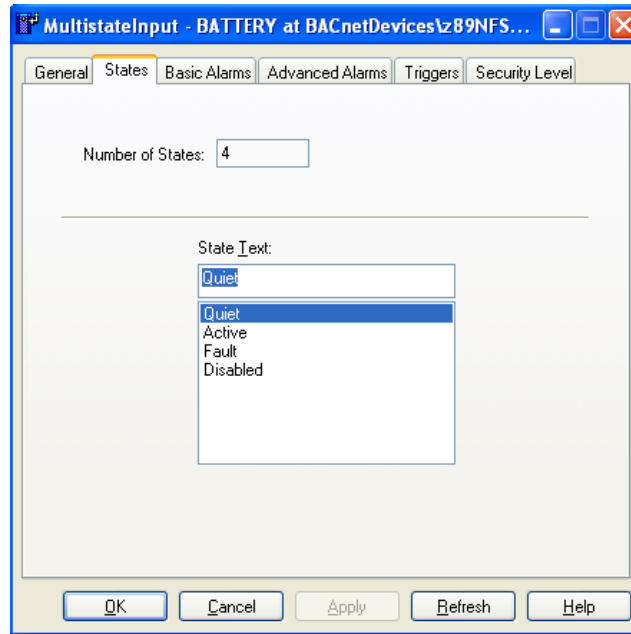 MultistateInput - BATTERY at BACnetDevices\z89NFS...
General States Basic Alarms Advanced Alarms Triggers Security Level
Number of States: 4
State Text:
Quiet
Quiet
Active
Fault
Disabled
OK Cancel Apply Refresh Help